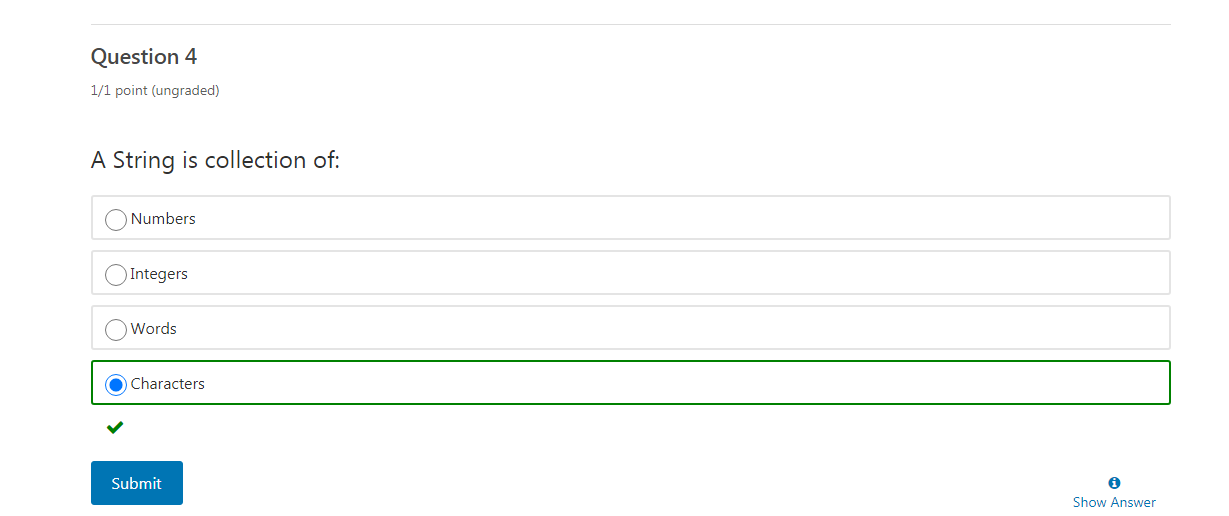 Question 4
1/1 point (ungraded)
A String is collection of:
Numbers
Integers
Words
Characters
Submit
Show Answer